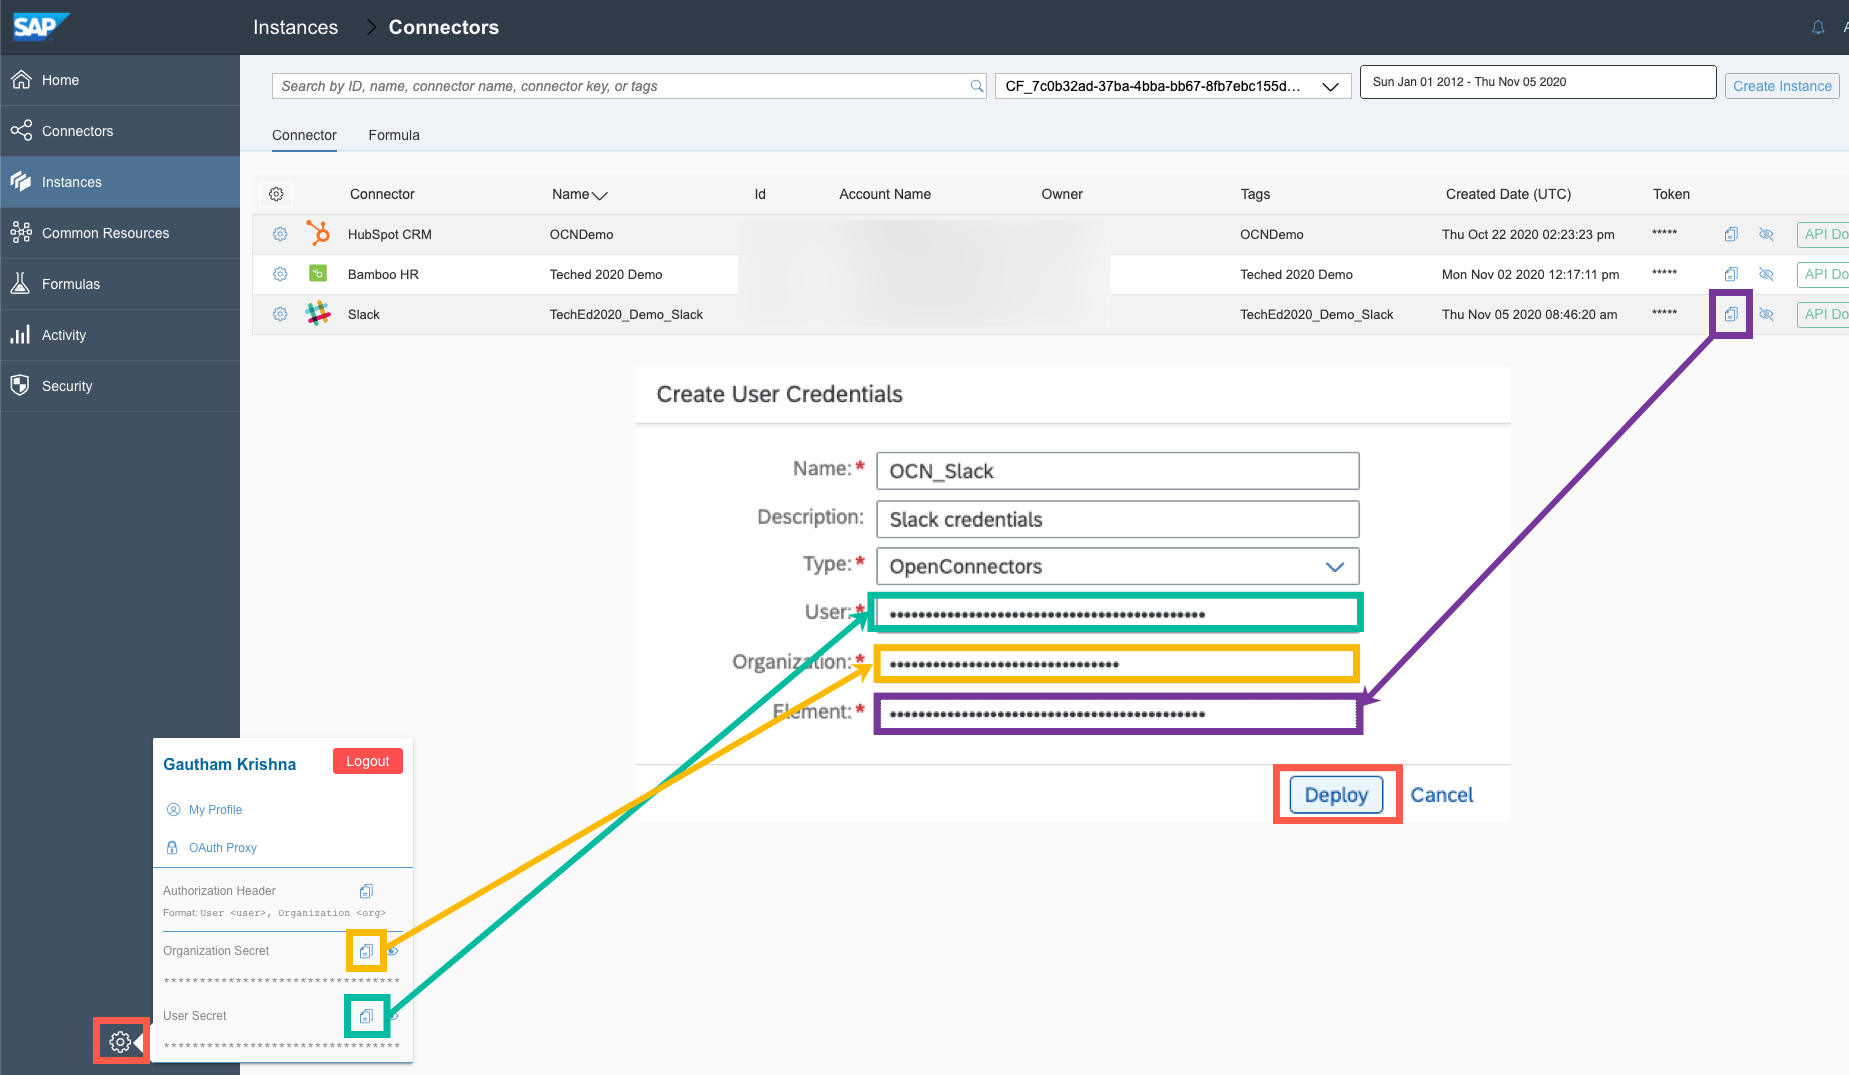 SAP
Instances > Connectors
Home
Connectors
Instances
Common Resources
Formulas
Activity
Security
Search by ID, name, connector name, connector key, or tags
CF_7c0b32ad-37ba-4bba-bb67-8fb7ebc155d...
Sun Jan 01 2012 - Thu Nov 05 2020
Create Instance
Connector Formula
Connector Name Id Account Name Owner Tags Created Date (UTC) Token
HubSpot CRM OCNDemo OCNDemo Thu Oct 22 2020 02:23:23 pm ***** API Do
Bamboo HR Teched 2020 Demo Teched 2020 Demo Mon Nov 02 2020 12:17:11 pm ***** API Do
Slack TechEd2020_Demo_Slack TechEd2020_Demo_Slack Thu Nov 05 2020 08:46:20 am ***** API Do
Create User Credentials
Name:* OCN_Slack
Description: Slack credentials
Type:* OpenConnectors
User:*
Organization:*
Element:*
Deploy Cancel
Gautham Krishna Logout
My Profile
OAuth Proxy
Authorization Header
Format: User <user>, Organization <org>
Organization Secret
*********************************
User Secret
*********************************